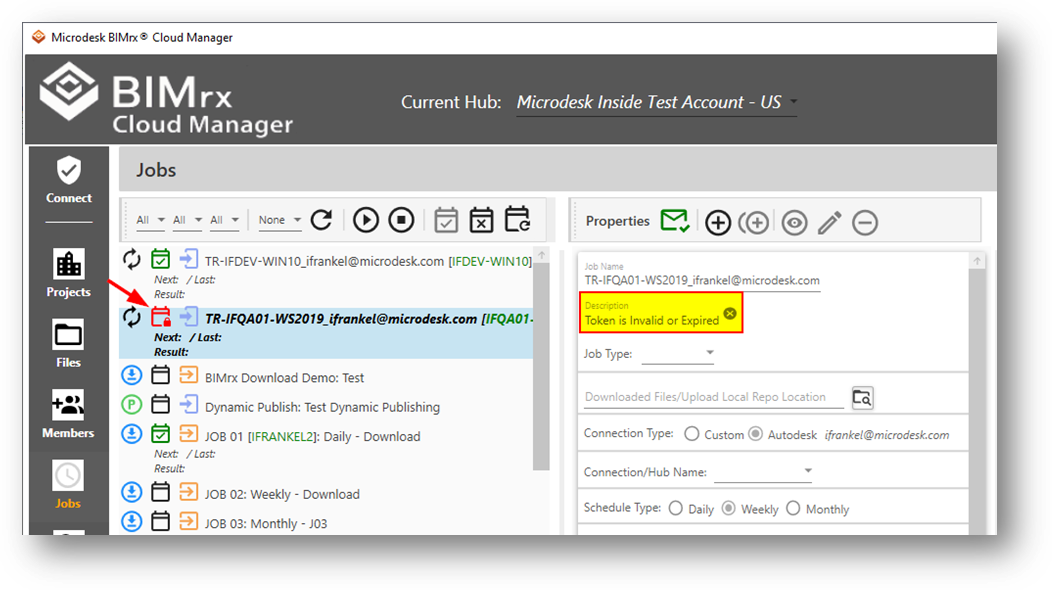 Microdesk BIMrx® Cloud Manager
BIMrx
Cloud Manager
Current Hub: Microdesk Inside Test Account - US
Connect
Projects
Files
Members
Jobs
Jobs
All All All None
TR-IFDEV-WIN10_ifrankel@microdesk.com [IFDEV-WIN10]
Next: / Last:
Result:
TR-IFQA01-WS2019_ifrankel@microdesk.com [IFQA01-
Next: / Last:
Result:
BIMrx Download Demo: Test
P Dynamic Publish: Test Dynamic Publishing
JOB 01 [IFRANKEL2]: Daily - Download
Next: / Last:
Result:
JOB 02: Weekly - Download
JOB 03: Monthly - J03
Properties
Job Name
TR-IFQA01-WS2019_ifrankel@microdesk.com
Description
Token is Invalid or Expired
Job Type:
Downloaded Files/Upload Local Repo Location
Connection Type: Custom Autodesk ifrankel@microdesk.com
Connection/Hub Name:
Schedule Type: Daily Weekly Monthly